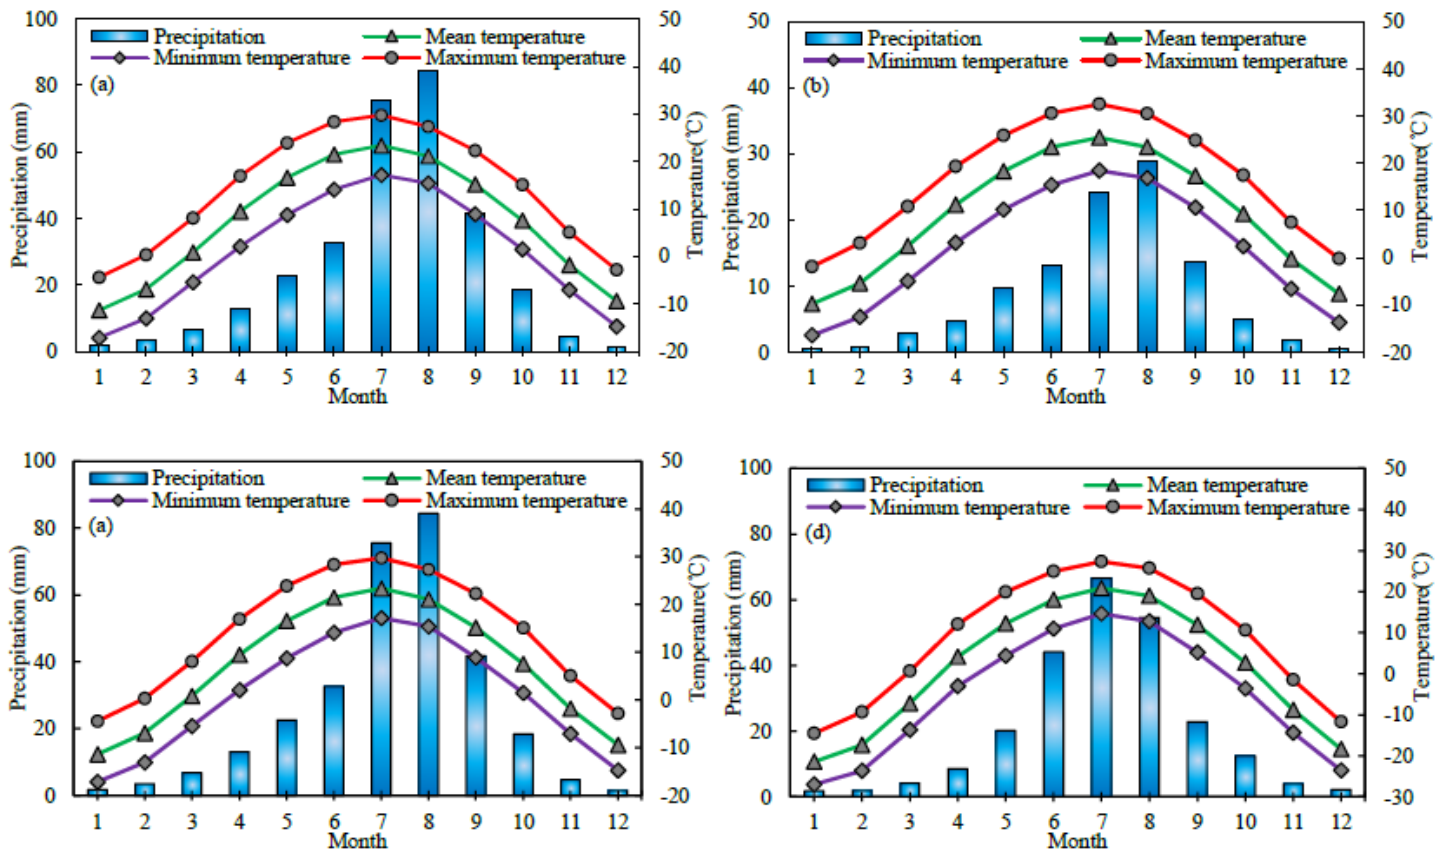 100
80
60
40
20
0
Precipitation (mm)
Precipitation
Mean temperature
Minimum temperature
Maximum temperature
(a)
50
40
30
20
10
0
-10
-20
Temperature(℃)
1 2 3 4 5 6 7 8 9 10 11 12
Month
50
40
30
20
10
0
Precipitation (mm)
Precipitation
Mean temperature
Minimum temperature
Maximum temperature
(b)
50
40
30
20
10
0
-10
-20
Temperature(℃)
1 2 3 4 5 6 7 8 9 10 11 12
Month
100
80
60
40
20
0
Precipitation (mm)
Precipitation
Mean temperature
Minimum temperature
Maximum temperature
(a)
50
40
30
20
10
0
-10
-20
Temperature(℃)
1 2 3 4 5 6 7 8 9 10 11 12
Month
100
80
60
40
20
0
Precipitation (mm)
Precipitation
Mean temperature
Minimum temperature
Maximum temperature
(d)
50
40
30
20
10
0
-10
-20
-30
Temperature(℃)
1 2 3 4 5 6 7 8 9 10 11 12
Month